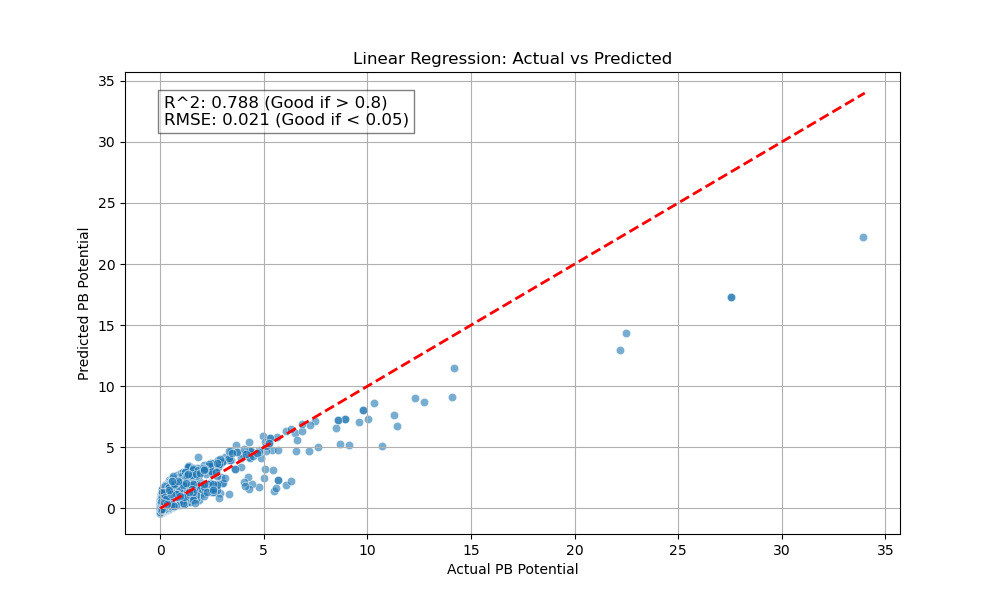 Linear Regression: Actual vs Predicted
R^2: 0.788 (Good if > 0.8)
RMSE: 0.021 (Good if < 0.05)
Predicted PB Potential
35
30
25
20
15
10
5
0
0 5 10 15 20 25 30 35
Actual PB Potential